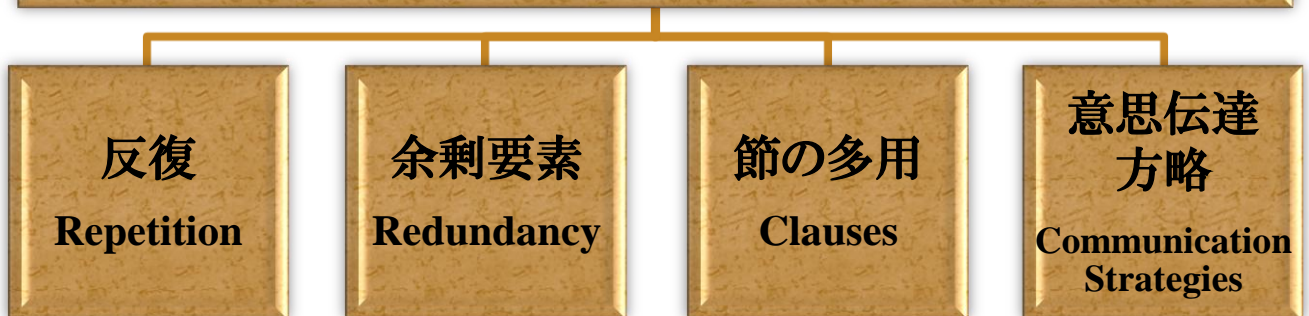 反復
Repetition
余剰要素
Redundancy
節の多用
Clauses
意思伝達
方略
Communication
Strategies